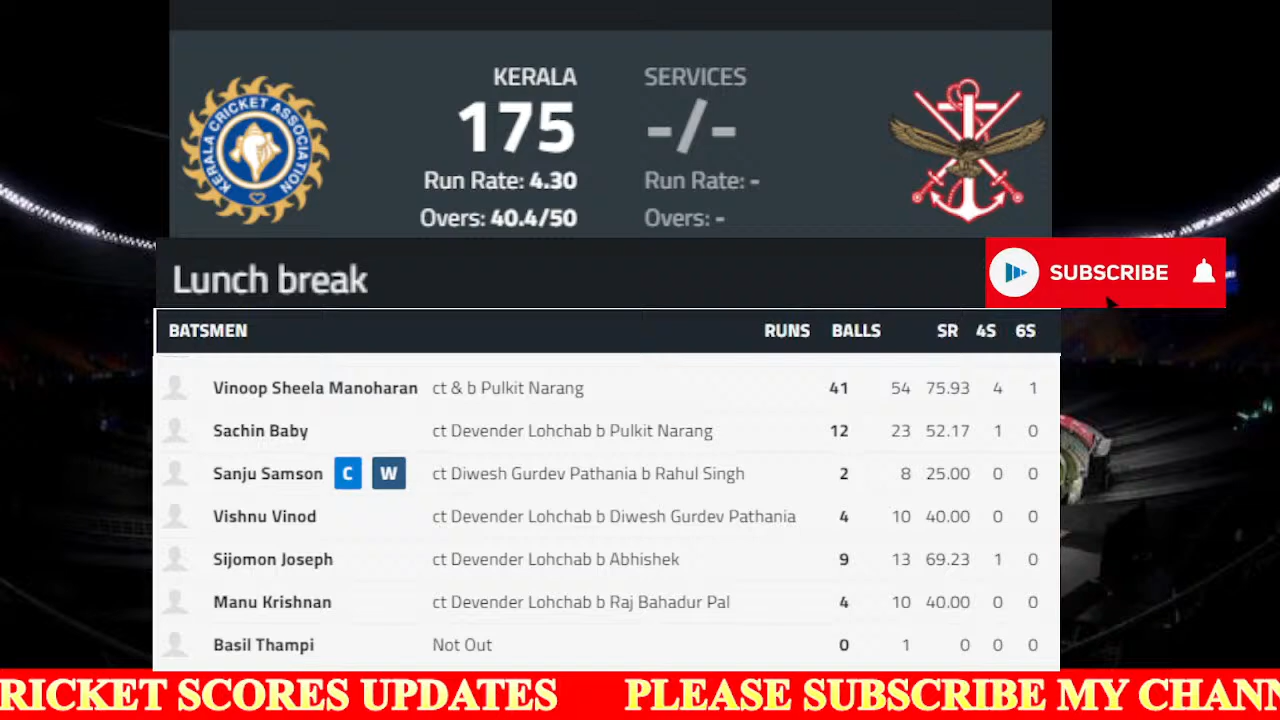 KERALA CRICKET ASSOCIATION
KERALA
175
Run Rate: 4.30
Overs: 40.4/50
SERVICES
-/-
Run Rate: -
Overs: -
Lunch break
SUBSCRIBE
BATSMEN RUNS BALLS SR 4S 6S
Vinoop Sheela Manoharan ct & b Pulkit Narang 41 54 75.93 4 1
Sachin Baby ct Devender Lohchab b Pulkit Narang 12 23 52.17 1 0
Sanju Samson C W ct Diwesh Gurdev Pathania b Rahul Singh 2 8 25.00 0 0
Vishnu Vinod ct Devender Lohchab b Diwesh Gurdev Pathania 4 10 40.00 0 0
Sijomon Joseph ct Devender Lohchab b Abhishek 9 13 69.23 1 0
Manu Krishnan ct Devender Lohchab b Raj Bahadur Pal 4 10 40.00 0 0
Basil Thampi Not Out 0 1 0 0 0
RICKET SCORES UPDATES PLEASE SUBSCRIBE MY CHANN